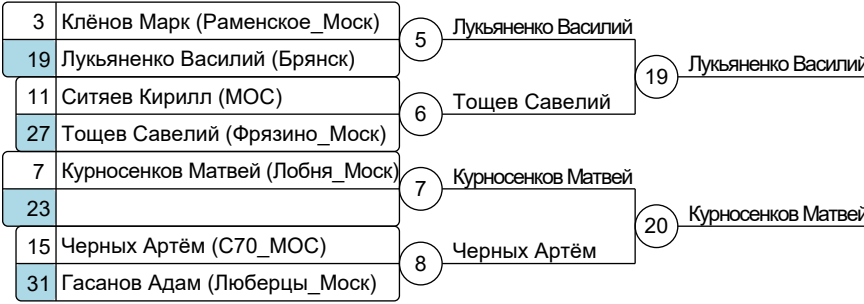 3 Клёнов Марк (Раменское_Моск)
5 Лукьяненко Василий
19 Лукьяненко Василий (Брянск)
19 Лукьяненко Василий
11 Ситяев Кирилл (МОС)
6 Тощев Савелий
27 Тощев Савелий (Фрязино_Моск)
7 Курносенков Матвей (Лобня_Моск)
7 Курносенков Матвей
23
20 Курносенков Матвей
15 Черных Артём (С70_МОС)
8 Черных Артём
31 Гасанов Адам (Люберцы_Моск)